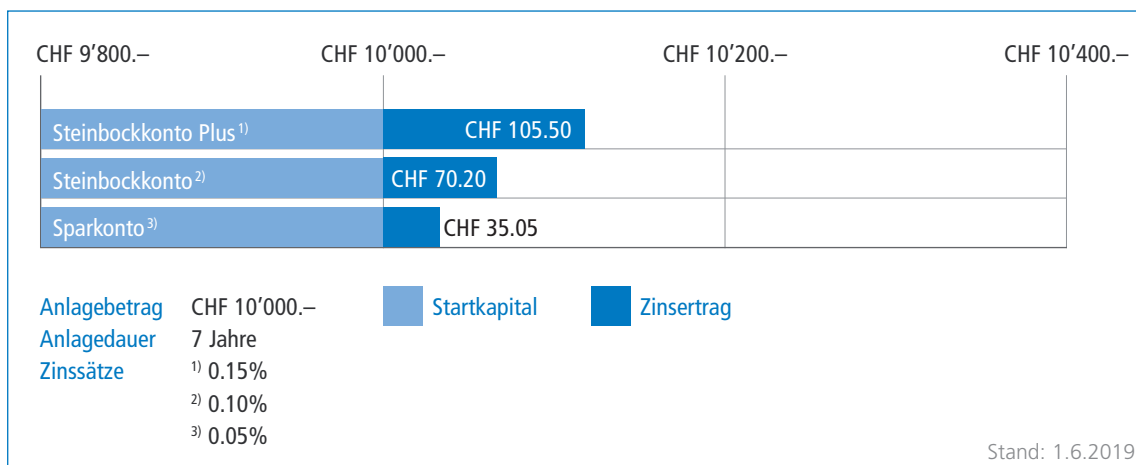 CHF 9’800.– CHF 10’000.– CHF 10’200.– CHF 10’400.–
Steinbockkonto Plus 1) CHF 105.50
Steinbockkonto 2) CHF 70.20
Sparkonto 3) CHF 35.05
Anlagebetrag CHF 10’000.– Startkapital Zinsertrag
Anlagedauer 7 Jahre
Zinssätze 1) 0.15%
2) 0.10%
3) 0.05%
Stand: 1.6.2019